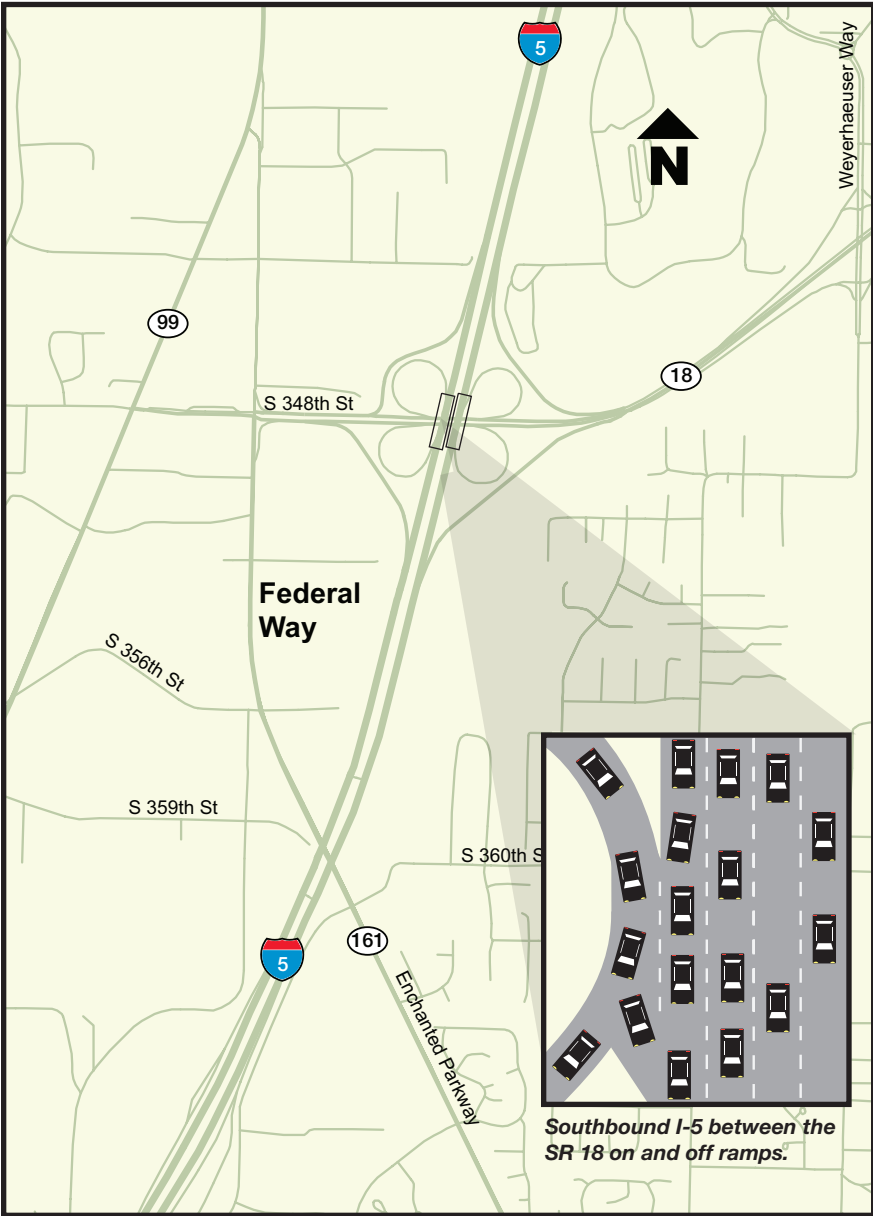 5
Weyerhaeuser Way
N
99
18
S 348th St
Federal
Way
S 356th St
S 359th St
S 360th S
161
5
Enchanted Parkway
Southbound I-5 between the
SR 18 on and off ramps.